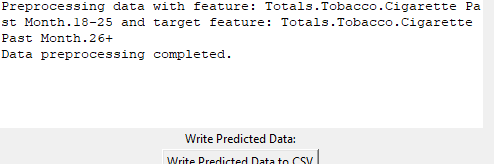 Preprocessing data with feature: Totals.Tobacco.Cigarette Pa
st Month.18-25 and target feature: Totals.Tobacco.Cigarette
Past Month.26+
Data preprocessing completed.
Write Predicted Data:
Write Predicted Data to CSV